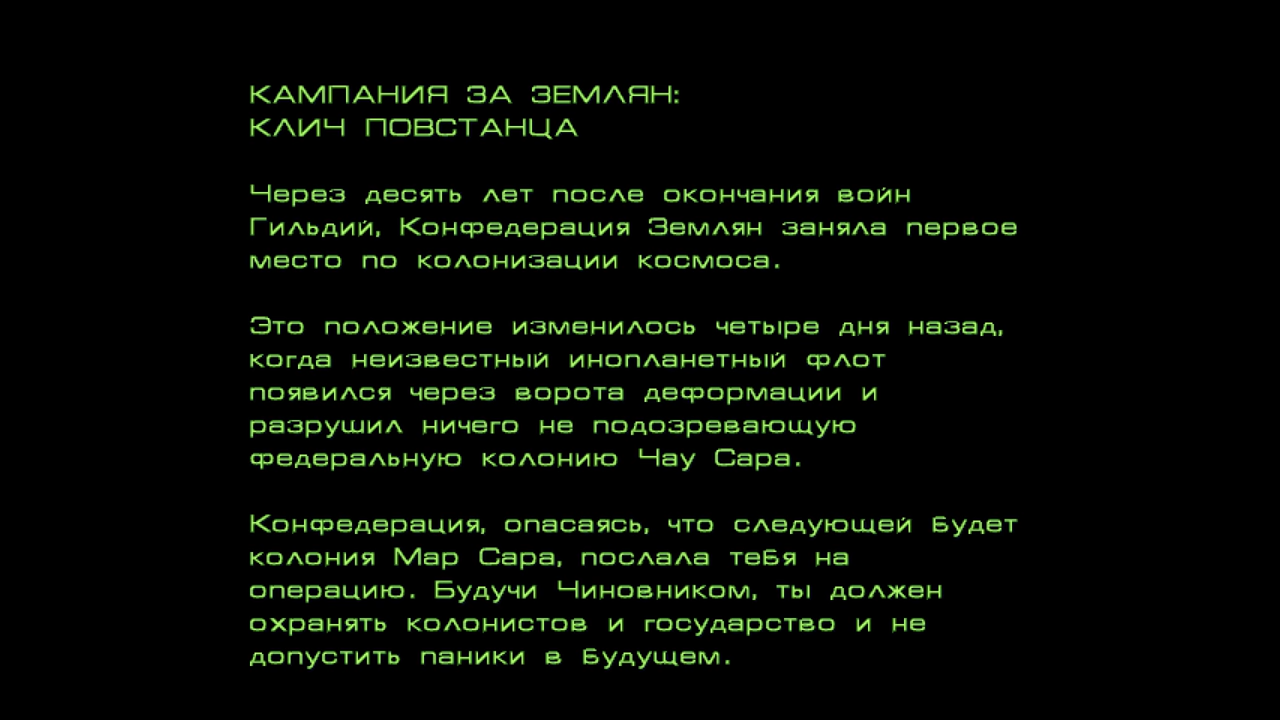 КАМПАНИЯ ЗА ЗЕМЛЯН:
КЛИЧ ПОВСТАНЦА
Через десять лет после окончания войн
Гильдий, Конфедерация Землян заняла первое
место по колонизации космоса.
Это положение изменилось четыре дня назад,
когда неизвестный инопланетный флот
появился через ворота деформации и
разрушил ничего не подозревающую
федеральную колонию Чау Сара.
Конфедерация, опасаясь, что следующей будет
колония Мар Сара, послала тебя на
операцию. Будучи Чиновником, ты должен
охранять колонистов и государство и не
допустить паники в будущем.